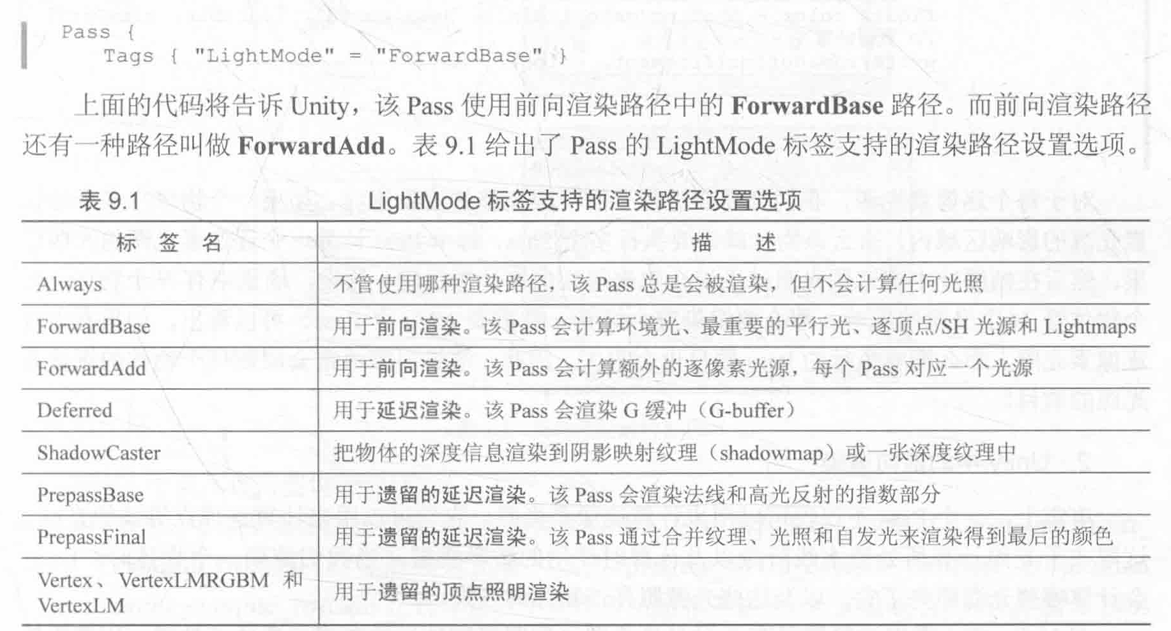 Pass {
Tags { "LightMode" = "ForwardBase" }
上面的代码将告诉 Unity，该 Pass 使用前向渲染路径中的 ForwardBase 路径。而前向渲染路径
还有一种路径叫做 ForwardAdd。表 9.1 给出了 Pass 的 LightMode 标签支持的渲染路径设置选项。
表 9.1 LightMode 标签支持的渲染路径设置选项
标 签 名 描 述
Always 不管使用哪种渲染路径，该 Pass 总是会被渲染，但不会计算任何光照
ForwardBase 用于前向渲染。该 Pass 会计算环境光、最重要的平行光、逐顶点/SH 光源和 Lightmaps
ForwardAdd 用于前向渲染。该 Pass 会计算额外的逐像素光源，每个 Pass 对应一个光源
Deferred 用于延迟渲染。该 Pass 会渲染 G 缓冲（G-buffer）
ShadowCaster 把物体的深度信息渲染到阴影映射纹理（shadowmap）或一张深度纹理中
PrepassBase 用于遗留的延迟渲染。该 Pass 会渲染法线和高光反射的指数部分
PrepassFinal 用于遗留的延迟渲染。该 Pass 通过合并纹理、光照和自发光来渲染得到最后的颜色
Vertex、VertexLMRGBM 和
VertexLM 用于遗留的顶点照明渲染